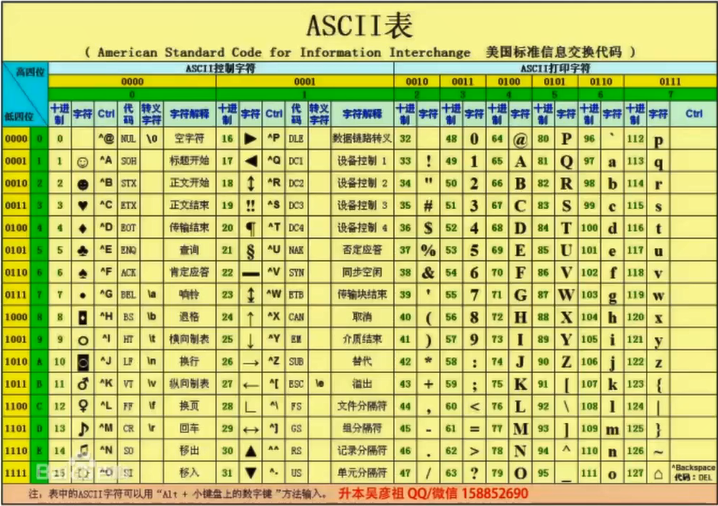 ASCII表
( American Standard Code for Information Interchange 美国标准信息交换代码 )
高四位 ASCII控制字符 ASCII打印字符
0000 0001 0010 0011 0100 0101 0110 0111
0 1 2 3 4 5 6 7
低四位 十进制 字符 Ctrl 代码 转义字符 字符解释 十进制 字符 Ctrl 代码 转义字符 字符解释 十进制 字符 十进制 字符 十进制 字符 十进制 字符 十进制 字符 十进制 字符 Ctrl
0000 0 0 ^@ NUL \0 空字符 16 ► ^P DLE 数据链路转义 32 48 0 64 @ 80 P 96 ` 112 p
0001 1 1 ☺ ^A SOH 标题开始 17 ◄ ^Q DC1 设备控制 1 33 ! 49 1 65 A 81 Q 97 a 113 q
0010 2 2 ☻ ^B STX 正文开始 18 ↕ ^R DC2 设备控制 2 34 " 50 2 66 B 82 R 98 b 114 r
0011 3 3 ♥ ^C ETX 正文结束 19 ‼ ^S DC3 设备控制 3 35 # 51 3 67 C 83 S 99 c 115 s
0100 4 4 ♦ ^D EOT 传输结束 20 ¶ ^T DC4 设备控制 4 36 $ 52 4 68 D 84 T 100 d 116 t
0101 5 5 ♣ ^E ENQ 查询 21 § ^U NAK 否定应答 37 % 53 5 69 E 85 U 101 e 117 u
0110 6 6 ♠ ^F ACK 肯定应答 22 ▬ ^V SYN 同步空闲 38 & 54 6 70 F 86 V 102 f 118 v
0111 7 7 • ^G BEL \a 响铃 23 ↨ ^W ETB 传输块结束 39 ' 55 7 71 G 87 W 103 g 119 w
1000 8 8 ◘ ^H BS \b 退格 24 ↑ ^X CAN 取消 40 ( 56 8 72 H 88 X 104 h 120 x
1001 9 9 ○ ^I HT \t 横向制表 25 ↓ ^Y EM 介质结束 41 ) 57 9 73 I 89 Y 105 i 121 y
1010 A 10 ◙ ^J LF \n 换行 26 → ^Z SUB 替代 42 * 58 : 74 J 90 Z 106 j 122 z
1011 B 11 ♂ ^K VT \v 纵向制表 27 ← ^[ ESC \e 溢出 43 + 59 ; 75 K 91 [ 107 k 123 {
1100 C 12 ♀ ^L FF \f 换页 28 ∟ ^\ FS 文件分隔符 44 , 60 < 76 L 92 \ 108 l 124 |
1101 D 13 ♪ ^M CR \r 回车 29 ↔ ^] GS 组分隔符 45 - 61 = 77 M 93 ] 109 m 125 }
1110 E 14 ♫ ^N SO 移出 30 ▲ ^^ RS 记录分隔符 46 . 62 > 78 N 94 ^ 110 n 126 ~
1111 15 ^O SI 移入 31 ▼ ^- US 单元分隔符 47 / 63 ? 79 O 95 _ 111 o 127 ⌂ ^Backspace 代码：DEL
注：表中的ASCII字符可以用“Alt + 小键盘上的数字键”方法输入。 升本吴彦祖 QQ/微信 158852690